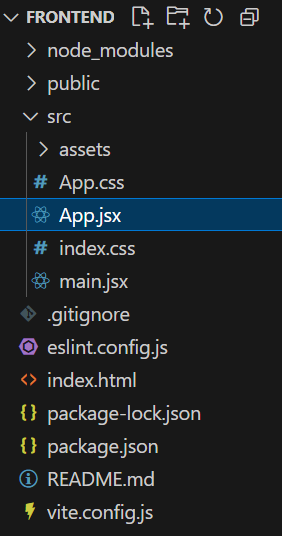 FRONTEND
node_modules
public
src
assets
App.css
App.jsx
index.css
main.jsx
.gitignore
eslint.config.js
index.html
package-lock.json
package.json
README.md
vite.config.js